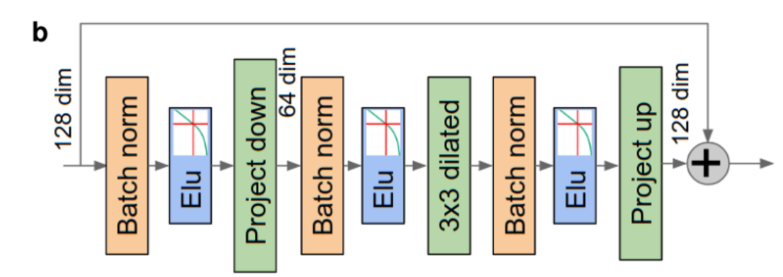 b
128 dim
Batch norm
Elu
Project down
64 dim
Batch norm
Elu
3x3 dilated
Batch norm
Elu
Project up
128 dim
+